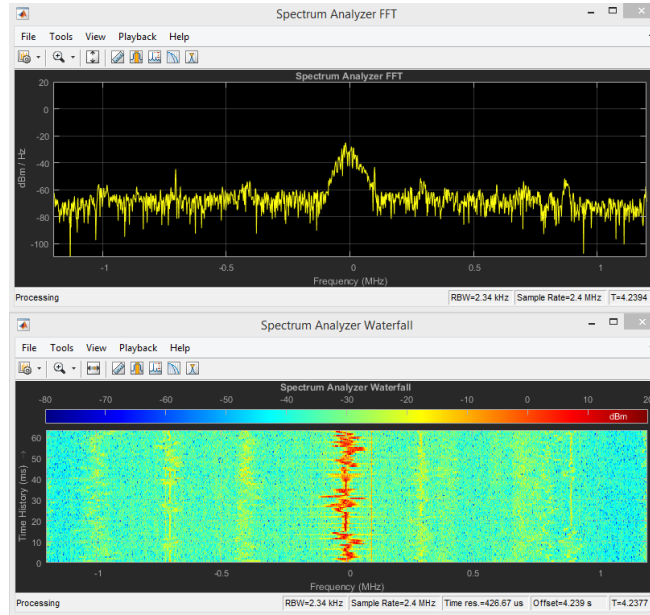 Spectrum Analyzer FFT
File Tools View Playback Help
Spectrum Analyzer FFT
20
0
-20
-40
-60
-80
-100
dBm / Hz
-1 -0.5 0 0.5 1
Frequency (MHz)
Processing RBW=2.34 kHz Sample Rate=2.4 MHz T=4.2394
Spectrum Analyzer Waterfall
File Tools View Playback Help
Spectrum Analyzer Waterfall
-80 -70 -60 -50 -40 -30 -20 -10 0 10 20
dBm
60
50
40
30
20
10
0
Time History (ms) →
-1 -0.5 0 0.5 1
Frequency (MHz)
Processing RBW=2.34 kHz Sample Rate=2.4 MHz Time res.=426.67 us Offset=4.239 s T=4.2377